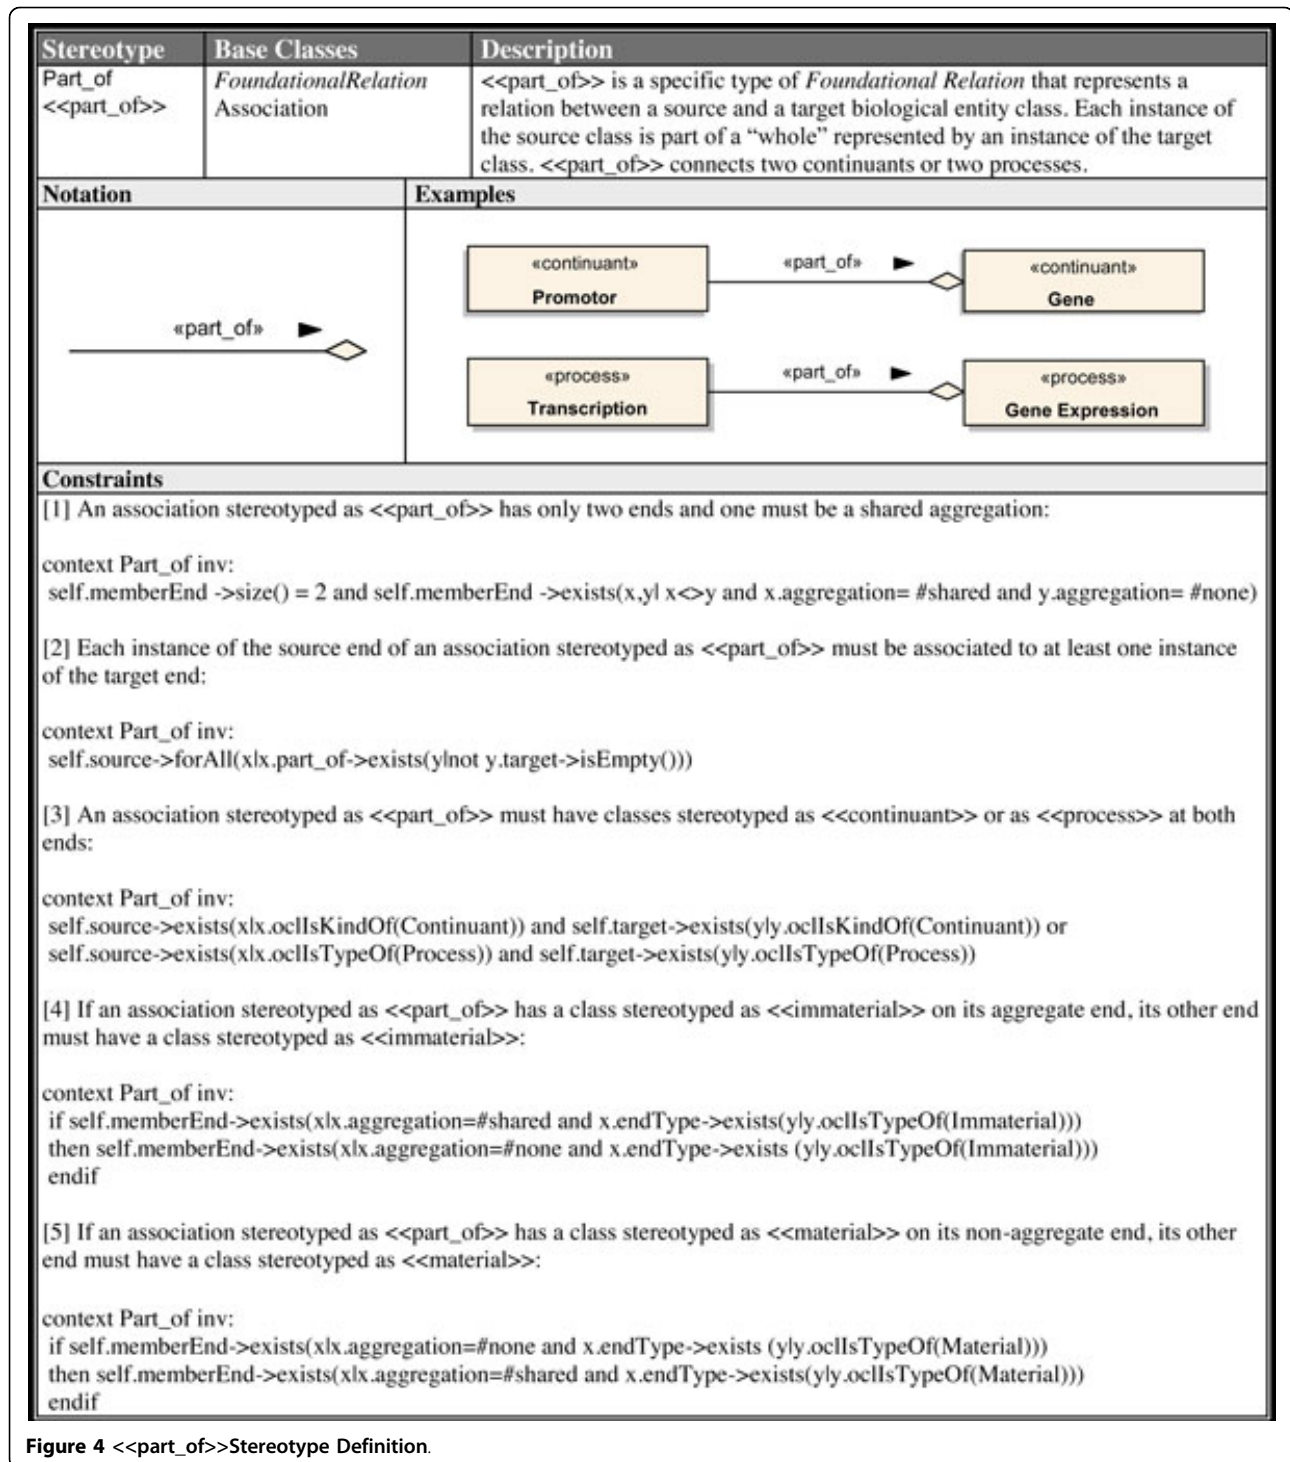 Stereotype Base Classes Description
Part_of FoundationalRelation <<part_of>> is a specific type of Foundational Relation that represents a
<<part_of>> Association relation between a source and a target biological entity class. Each instance of
the source class is part of a “whole” represented by an instance of the target
class. <<part_of>> connects two continuants or two processes.
Notation Examples
«part_of»
«continuant»
Promotor
«part_of»
«continuant»
Gene
«process»
Transcription
«part_of»
«process»
Gene Expression
Constraints
[1] An association stereotyped as <<part_of>> has only two ends and one must be a shared aggregation:
context Part_of inv:
self.memberEnd ->size() = 2 and self.memberEnd ->exists(x,y| x<>y and x.aggregation= #shared and y.aggregation= #none)
[2] Each instance of the source end of an association stereotyped as <<part_of>> must be associated to at least one instance
of the target end:
context Part_of inv:
self.source->forAll(x|x.part_of->exists(y|not y.target->isEmpty()))
[3] An association stereotyped as <<part_of>> must have classes stereotyped as <<continuant>> or as <<process>> at both
ends:
context Part_of inv:
self.source->exists(x|x.oclIsKindOf(Continuant)) and self.target->exists(y|y.oclIsKindOf(Continuant)) or
self.source->exists(x|x.oclIsTypeOf(Process)) and self.target->exists(y|y.oclIsTypeOf(Process))
[4] If an association stereotyped as <<part_of>> has a class stereotyped as <<immaterial>> on its aggregate end, its other end
must have a class stereotyped as <<immaterial>>:
context Part_of inv:
if self.memberEnd->exists(x|x.aggregation=#shared and x.endType->exists(y|y.oclIsTypeOf(Immaterial)))
then self.memberEnd->exists(x|x.aggregation=#none and x.endType->exists (y|y.oclIsTypeOf(Immaterial)))
endif
[5] If an association stereotyped as <<part_of>> has a class stereotyped as <<material>> on its non-aggregate end, its other
end must have a class stereotyped as <<material>>:
context Part_of inv:
if self.memberEnd->exists(x|x.aggregation=#none and x.endType->exists (y|y.oclIsTypeOf(Material)))
then self.memberEnd->exists(x|x.aggregation=#shared and x.endType->exists(y|y.oclIsTypeOf(Material)))
endif
Figure 4 <<part_of>>Stereotype Definition.